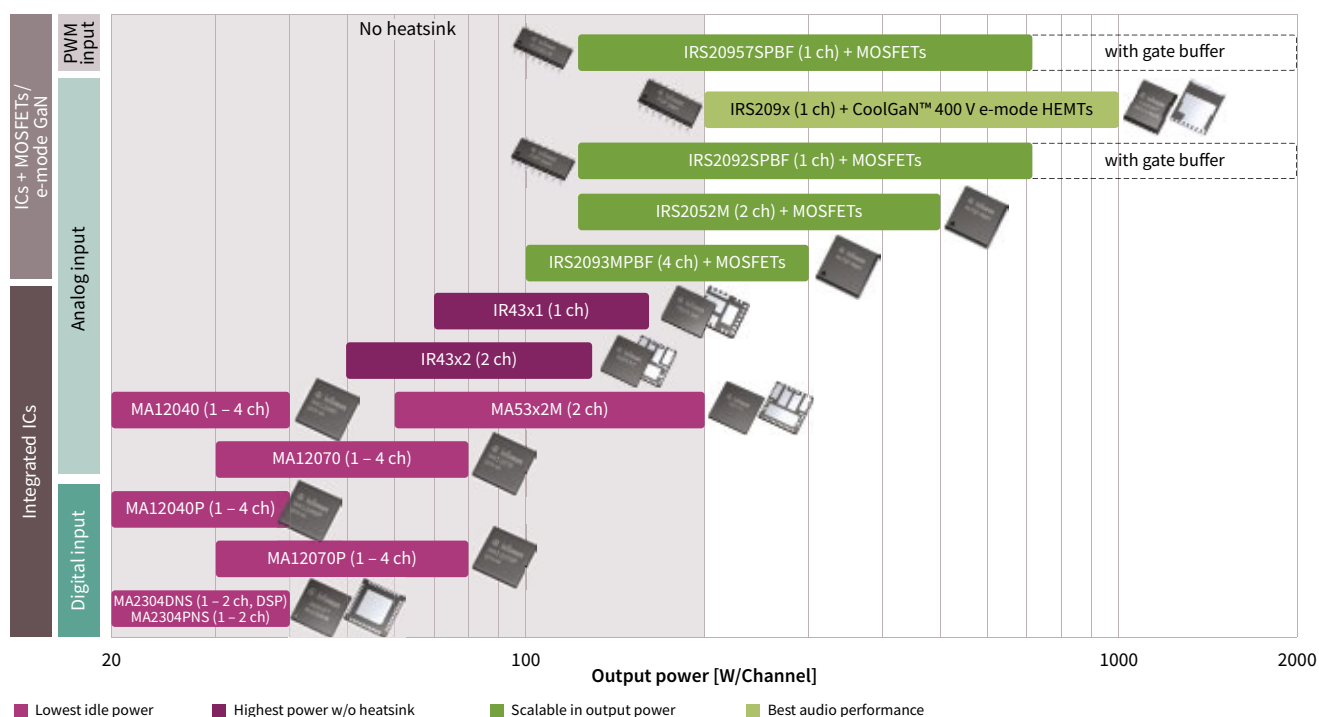 No heatsink
ICs + MOSFETs/
e-mode GaN
PWM
input
IRS20957SPBF (1 ch) + MOSFETs
with gate buffer
Analog input
IRS209x (1 ch) + CoolGaN™ 400 V e-mode HEMTs
IRS2092SPBF (1 ch) + MOSFETs
with gate buffer
IRS2052M (2 ch) + MOSFETs
IRS2093MPBF (4 ch) + MOSFETs
Integrated ICs
IR43x1 (1 ch)
IR43x2 (2 ch)
MA12040 (1 – 4 ch)
MA53x2M (2 ch)
MA12070 (1 – 4 ch)
Digital input
MA12040P (1 – 4 ch)
MA12070P (1 – 4 ch)
MA2304DNS (1 – 2 ch, DSP)
MA2304PNS (1 – 2 ch)
20
100
1000
2000
Output power [W/Channel]
Lowest idle power
Highest power w/o heatsink
Scalable in output power
Best audio performance